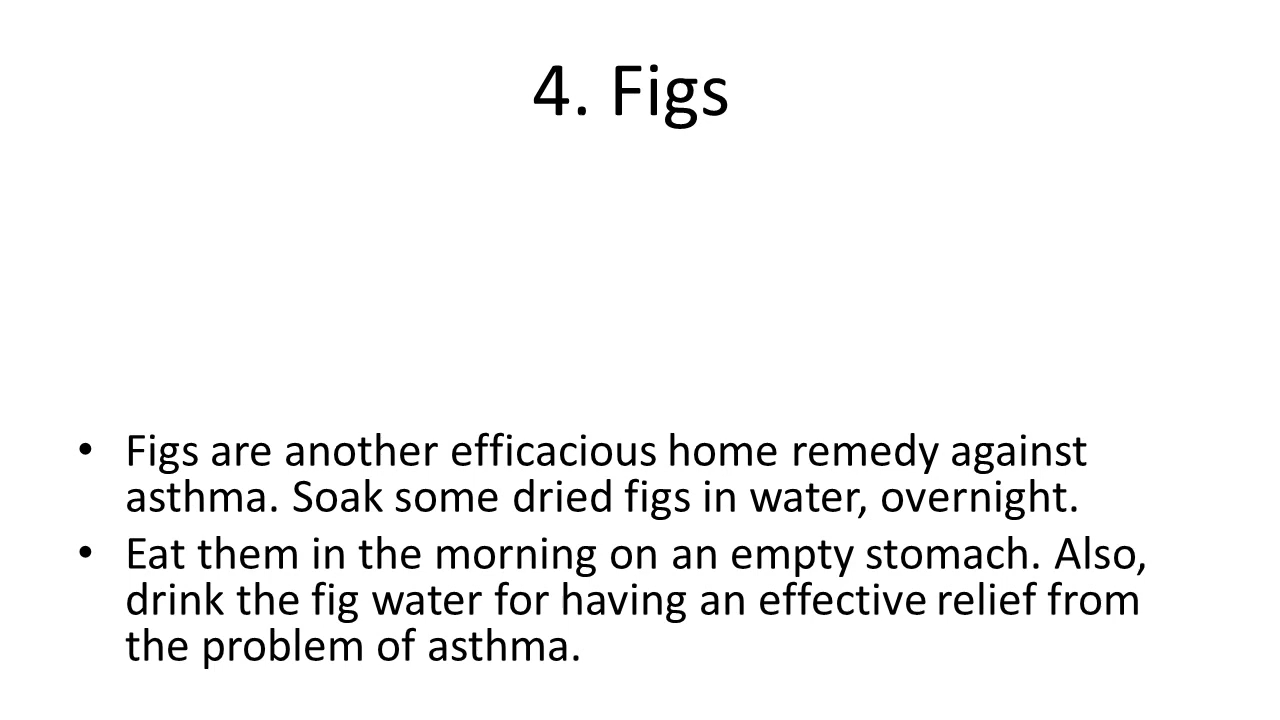 4. Figs
• Figs are another efficacious home remedy against
asthma. Soak some dried figs in water, overnight.
• Eat them in the morning on an empty stomach. Also,
drink the fig water for having an effective relief from
the problem of asthma.